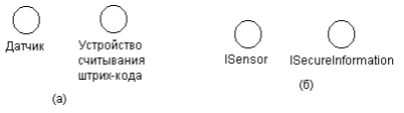 Датчик
Устройство
считывания
штрих-кода
(а)
ISensor
ISecureInformation
(б)